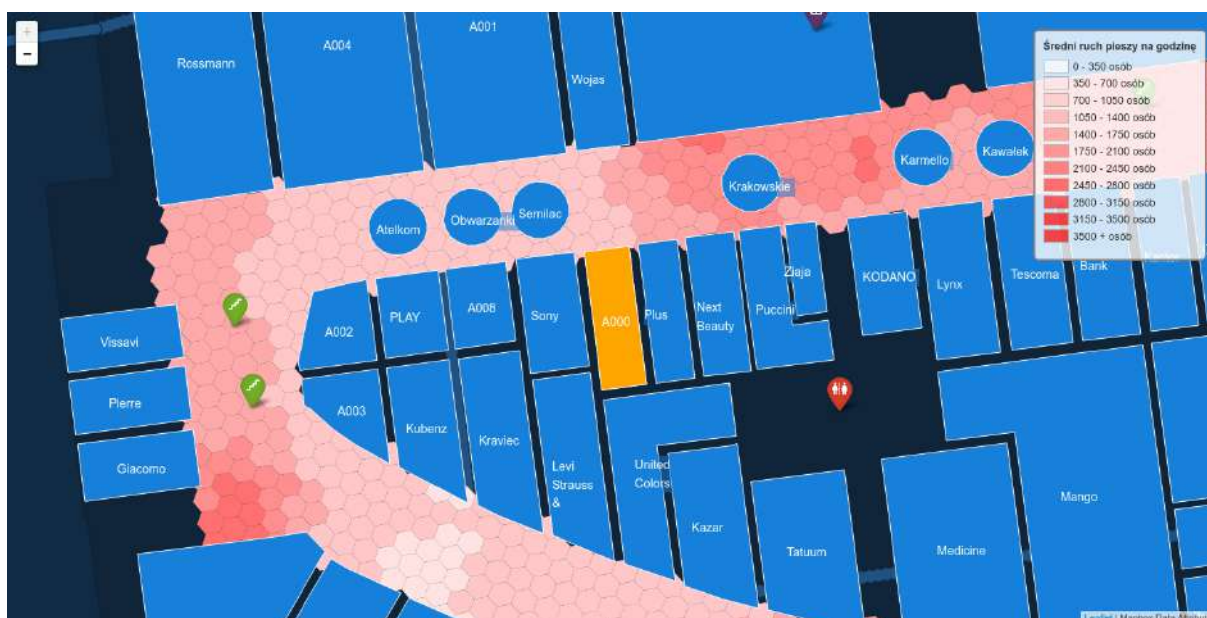 +
−
Rossmann
A004
A001
Wojas
Średni ruch pieszy na godzinę
0 - 350 osób
350 - 700 osób
700 - 1050 osób
1050 - 1400 osób
1400 - 1750 osób
1750 - 2100 osób
2100 - 2450 osób
2450 - 2800 osób
2800 - 3150 osób
3150 - 3500 osób
3500 + osób
Atelkom
Obwarzanki
Semilac
Krakowskie
Karmello
Kawałek
A002
PLAY
A008
Sony
A000
Plus
Next
Beauty
Puccini
Ziaja
KODANO
Lynx
Tescoma
Bank
Vissavi
Pierre
Giacomo
A003
Kubenz
Kraviec
Levi
Strauss
&
United
Colors
Kazar
Tatuum
Medicine
Mango